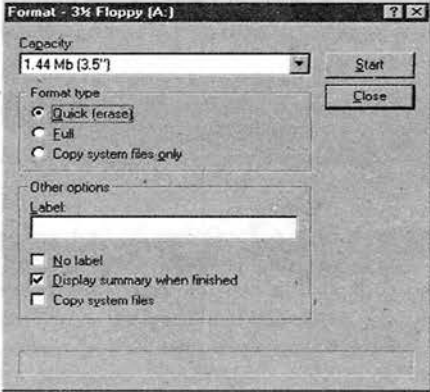 Format - 3½ Floppy (A:)
Capacity:
1.44 Mb (3.5")
Start
Close
Format type
Quick (erase)
Full
Copy system files only
Other options
Label:
No label
Display summary when finished
Copy system files